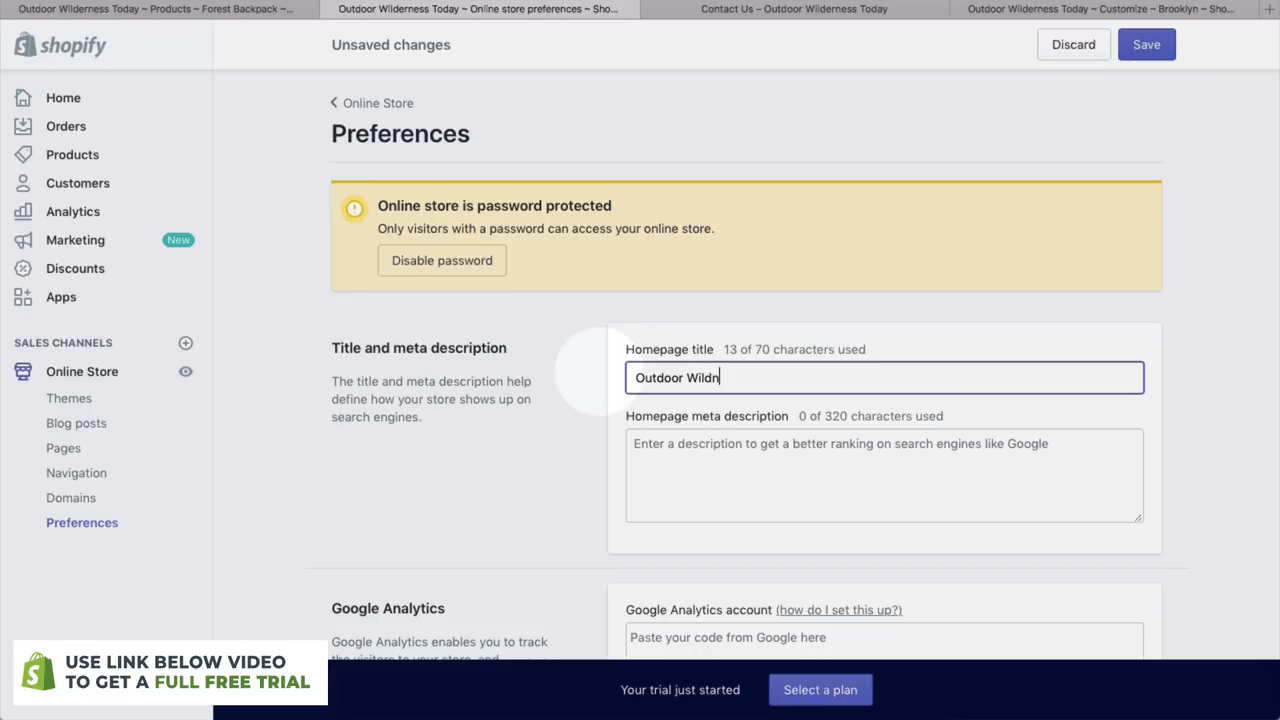 Outdoor Wilderness Today ~ Products ~ Forest Backpack ~...
Outdoor Wilderness Today ~ Online store preferences ~ Sho...
Contact Us – Outdoor Wilderness Today
Outdoor Wilderness Today ~ Customize ~ Brooklyn ~ Sho...
shopify
Unsaved changes
Discard
Save
Home
Orders
Products
Customers
Analytics
Marketing
New
Discounts
Apps
SALES CHANNELS
Online Store
Themes
Blog posts
Pages
Navigation
Domains
Preferences
Online Store
Preferences
Online store is password protected
Only visitors with a password can access your online store.
Disable password
Title and meta description
The title and meta description help
define how your store shows up on
search engines.
Homepage title 13 of 70 characters used
Outdoor Wildn
Homepage meta description 0 of 320 characters used
Enter a description to get a better ranking on search engines like Google
Google Analytics
Google Analytics enables you to track
the visitors to your store, and
Google Analytics account (how do I set this up?)
Paste your code from Google here
USE LINK BELOW VIDEO
TO GET A FULL FREE TRIAL
Your trial just started
Select a plan